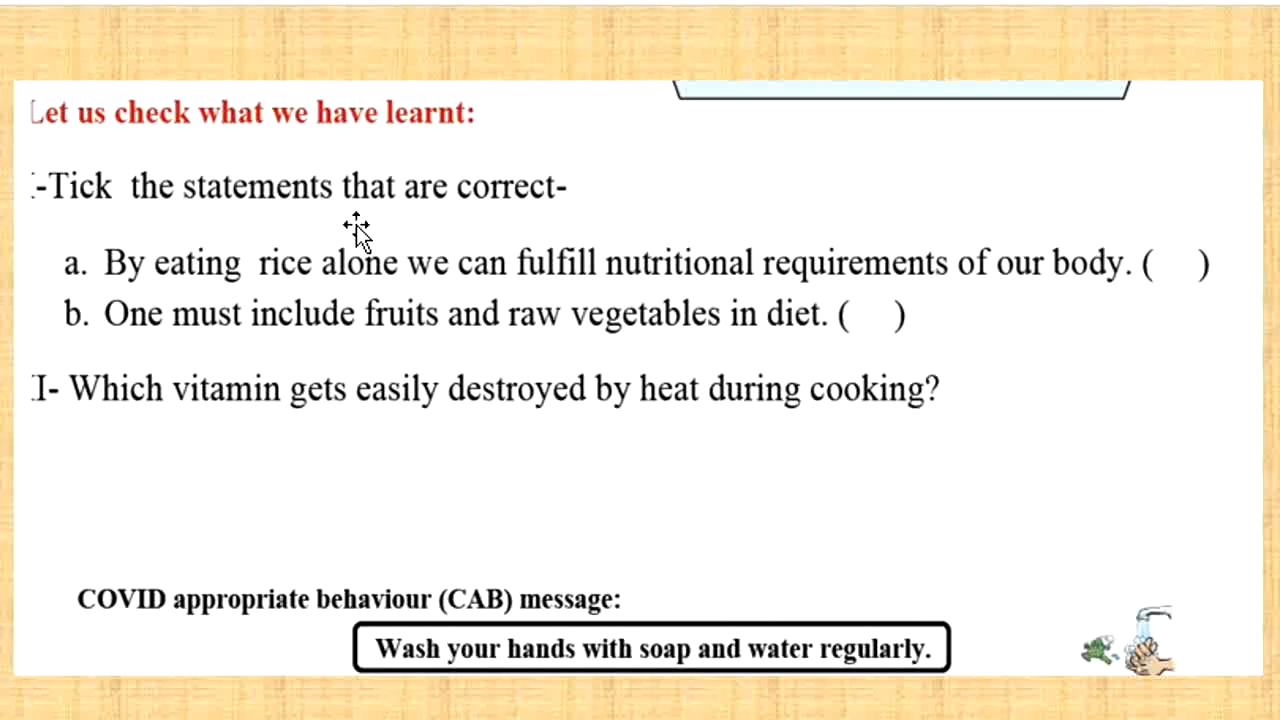 Let us check what we have learnt:
-Tick the statements that are correct-
a. By eating rice alone we can fulfill nutritional requirements of our body. ( )
b. One must include fruits and raw vegetables in diet. ( )
I- Which vitamin gets easily destroyed by heat during cooking?
COVID appropriate behaviour (CAB) message:
Wash your hands with soap and water regularly.